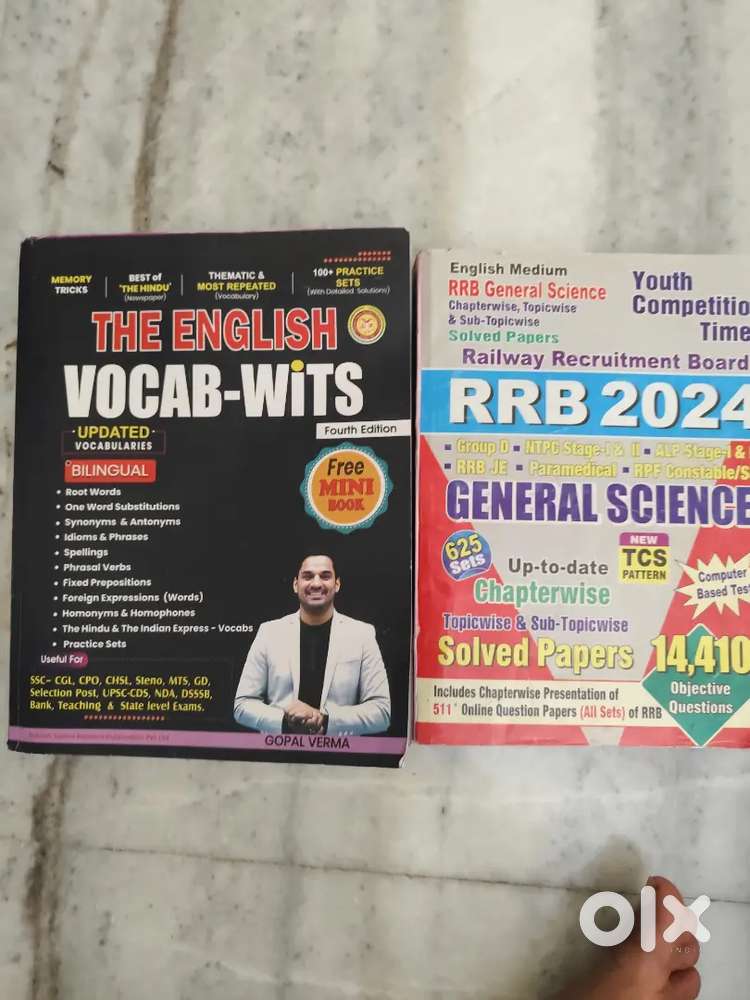 MEMORY TRICKS
BEST of 'THE HINDU' (Newspaper)
THEMATIC & MOST REPEATED (Vocabulary)
100+ PRACTICE SETS (With Detailed Solutions)
THE ENGLISH
VOCAB-WiTS
Fourth Edition
·UPDATED·
VOCABULARIES
BILINGUAL
Free
MINI
BOOK
• Root Words
• One Word Substitutions
• Synonyms & Antonyms
• Idioms & Phrases
• Spellings
• Phrasal Verbs
• Fixed Prepositions
• Foreign Expressions (Words)
• Homonyms & Homophones
• The Hindu & The Indian Express - Vocabs
• Practice Sets
Useful For
SSC- CGL, CPO, CHSL, Steno, MTS, GD,
Selection Post, UPSC-CDS, NDA, DSSSB,
Bank, Teaching & State level Exams.
GOPAL VERMA
English Medium
RRB General Science
Chapterwise, Topicwise
& Sub-Topicwise
Solved Papers
Youth
Competitio
Time
Railway Recruitment Board
RRB 2024
• Group D • NTPC Stage-I & II • ALP Stage-I &
• RRB JE • Paramedical • RPF Constable/S
GENERAL SCIENCE
625
Sets
Up-to-date
Chapterwise
NEW
TCS
PATTERN
Computer
Based Test
Topicwise & Sub-Topicwise
Solved Papers
14,410
Objective
Questions
Includes Chapterwise Presentation of
511+ Online Question Papers (All Sets) of RRB
olx
INDIA